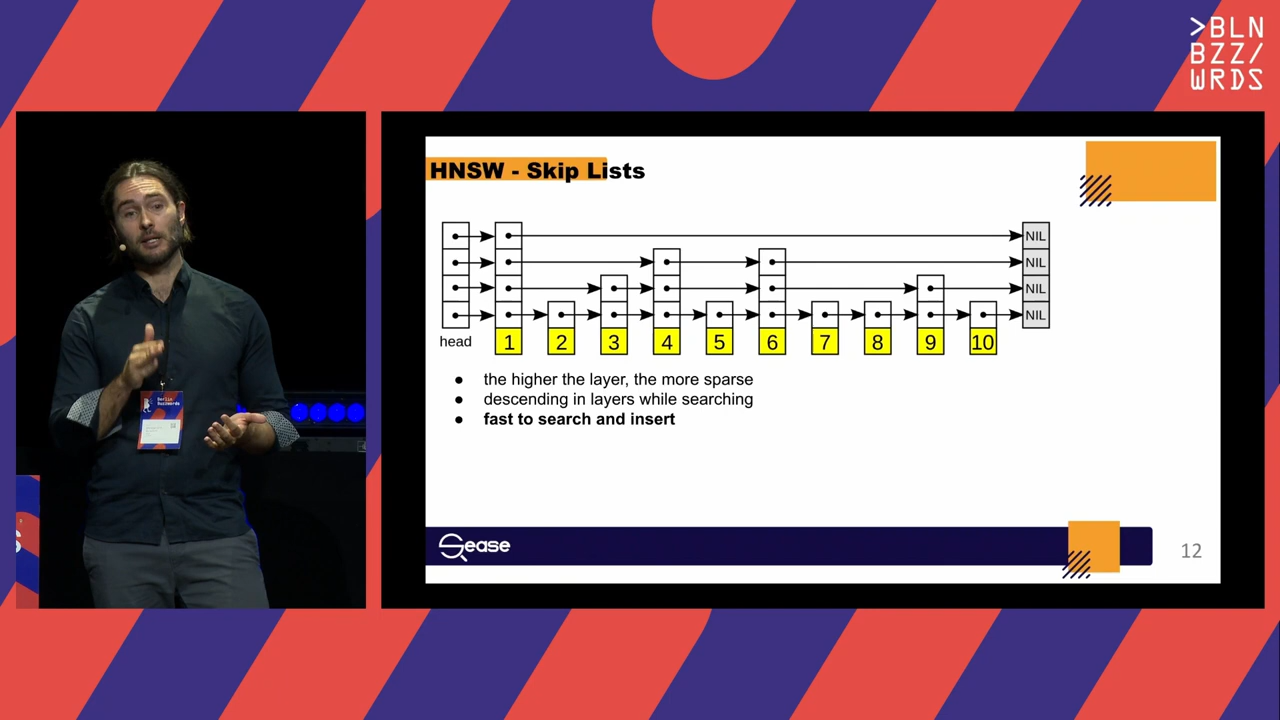 >BLN
BZZ/
WRDS
HNSW - Skip Lists
NIL
NIL
NIL
NIL
head
1 2 3 4 5 6 7 8 9 10
● the higher the layer, the more sparse
● descending in layers while searching
● fast to search and insert
Sease
12
Berlin
Buzzwords